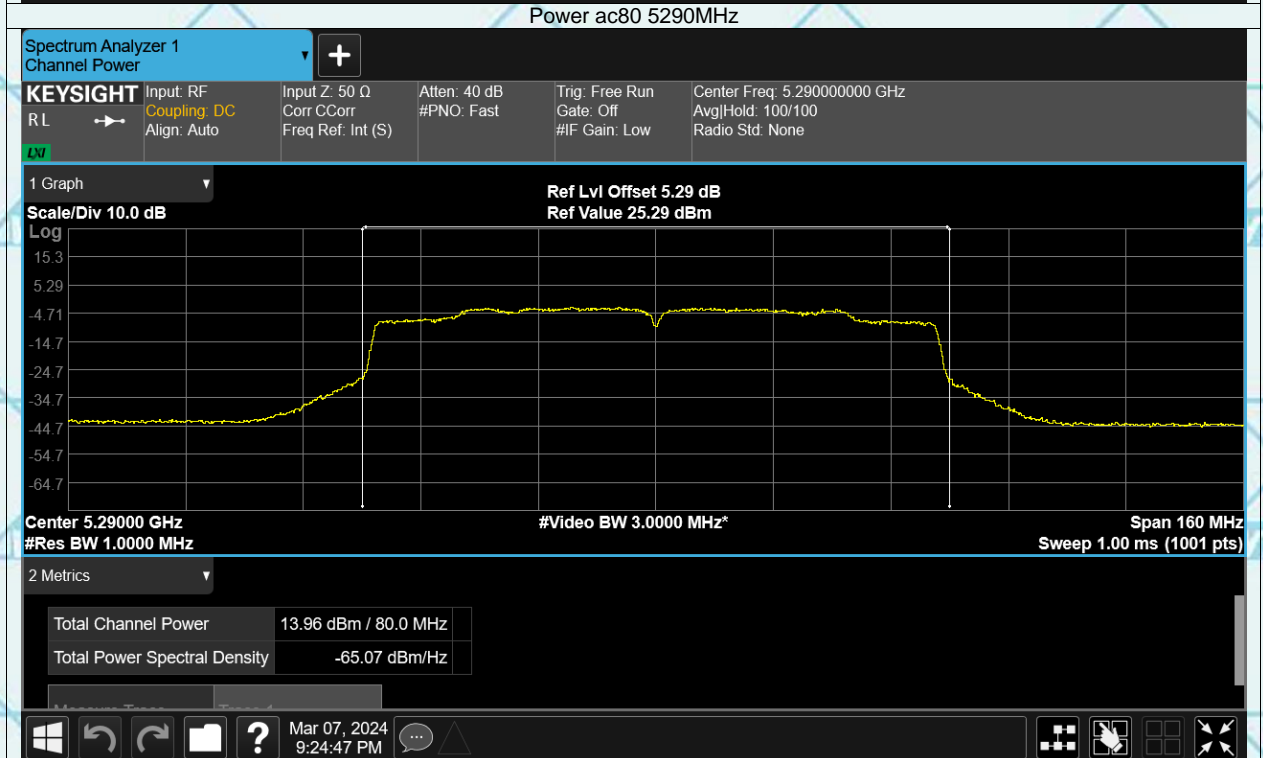 Power ac80 5290MHz
Spectrum Analyzer 1
Channel Power
KEYSIGHT
R L
LXI
Input: RF
Coupling: DC
Align: Auto
Input Z: 50 Ω
Corr CCorr
Freq Ref: Int (S)
Atten: 40 dB
#PNO: Fast
Trig: Free Run
Gate: Off
#IF Gain: Low
Center Freq: 5.290000000 GHz
Avg|Hold: 100/100
Radio Std: None
1 Graph
Scale/Div 10.0 dB
Ref Lvl Offset 5.29 dB
Ref Value 25.29 dBm
Log
15.3
5.29
-4.71
-14.7
-24.7
-34.7
-44.7
-54.7
-64.7
Center 5.29000 GHz
#Video BW 3.0000 MHz*
Span 160 MHz
#Res BW 1.0000 MHz
Sweep 1.00 ms (1001 pts)
2 Metrics
Total Channel Power 13.96 dBm / 80.0 MHz
Total Power Spectral Density -65.07 dBm/Hz
Mar 07, 2024
9:24:47 PM